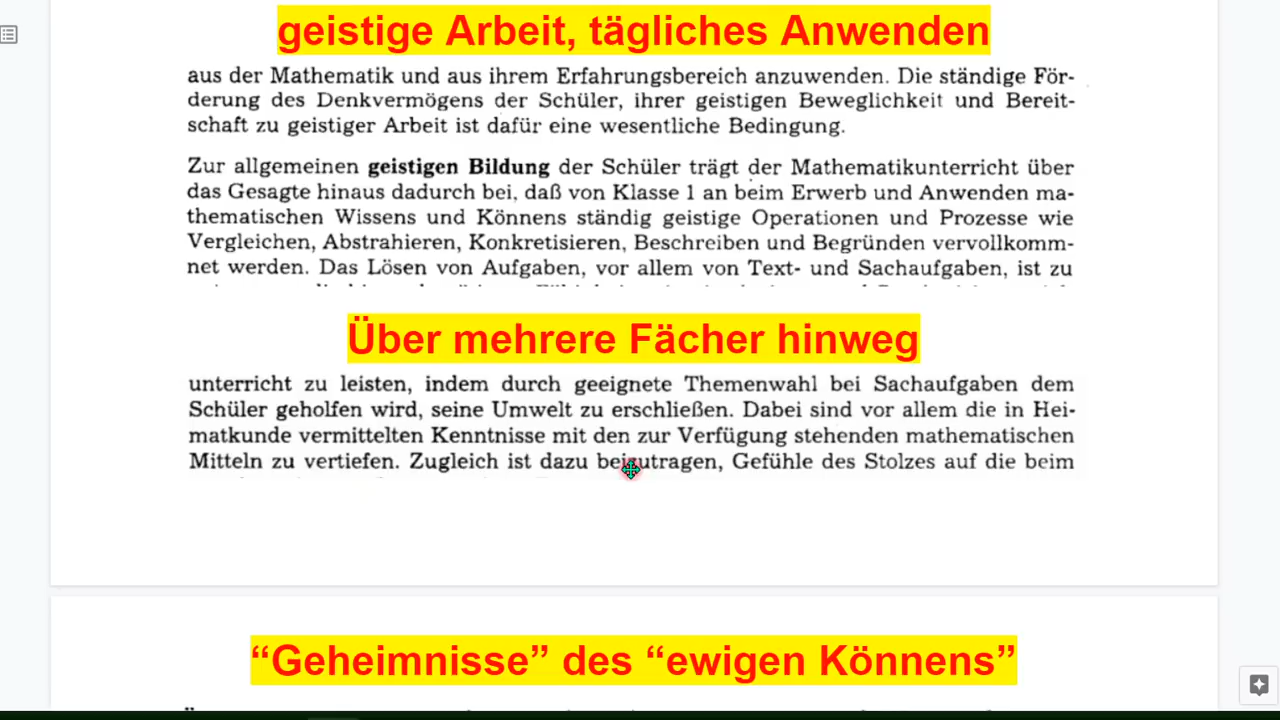 geistige Arbeit, tägliches Anwenden
aus der Mathematik und aus ihrem Erfahrungsbereich anzuwenden. Die ständige För-
derung des Denkvermögens der Schüler, ihrer geistigen Beweglichkeit und Bereit-
schaft zu geistiger Arbeit ist dafür eine wesentliche Bedingung.
Zur allgemeinen geistigen Bildung der Schüler trägt der Mathematikunterricht über
das Gesagte hinaus dadurch bei, daß von Klasse 1 an beim Erwerb und Anwenden ma-
thematischen Wissens und Könnens ständig geistige Operationen und Prozesse wie
Vergleichen, Abstrahieren, Konkretisieren, Beschreiben und Begründen vervollkomm-
net werden. Das Lösen von Aufgaben, vor allem von Text- und Sachaufgaben, ist zu
Über mehrere Fächer hinweg
unterricht zu leisten, indem durch geeignete Themenwahl bei Sachaufgaben dem
Schüler geholfen wird, seine Umwelt zu erschließen. Dabei sind vor allem die in Hei-
matkunde vermittelten Kenntnisse mit den zur Verfügung stehenden mathematischen
Mitteln zu vertiefen. Zugleich ist dazu beizutragen, Gefühle des Stolzes auf die beim
“Geheimnisse” des “ewigen Könnens”